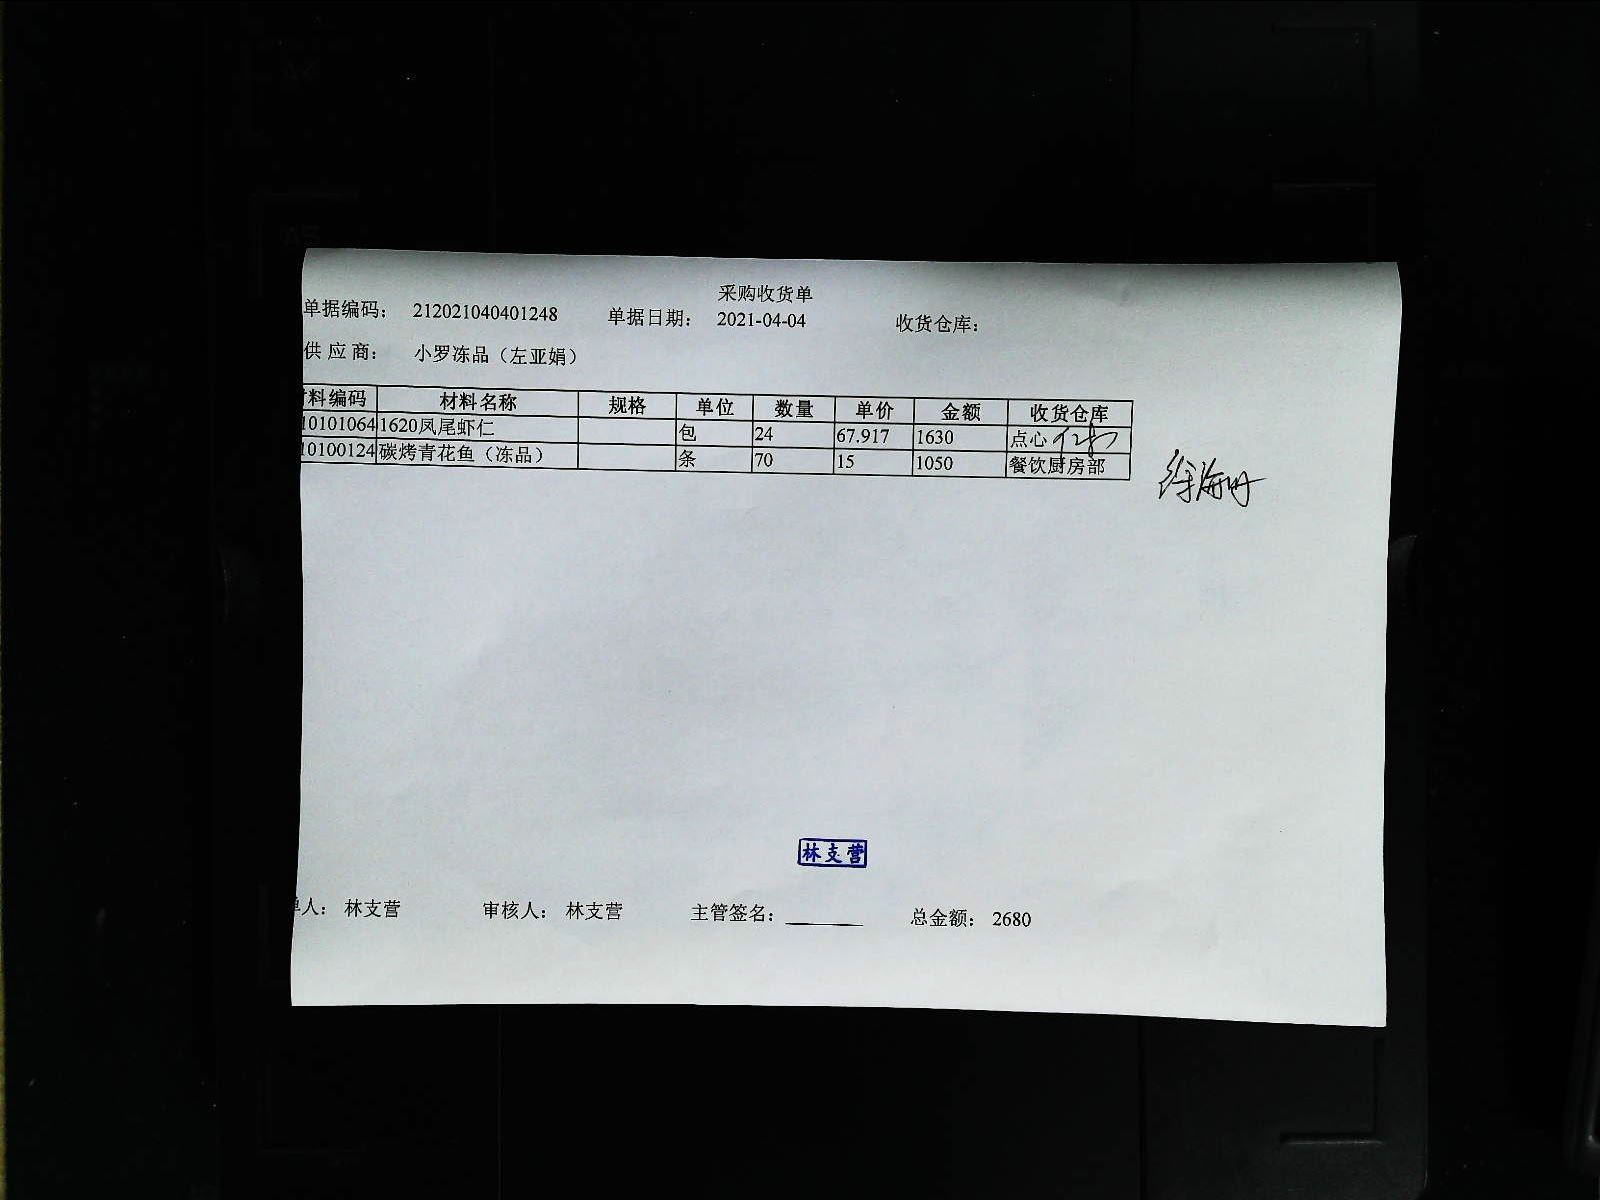 采购收货单
单据编码： 212021040401248 单据日期： 2021-04-04 收货仓库：
供 应 商： 小罗冻品（左亚娟）
料编码 材料名称 规格 单位 数量 单价 金额 收货仓库
10101064 1620凤尾虾仁 包 24 67.917 1630 点心
10100124 碳烤青花鱼（冻品） 条 70 15 1050 餐饮厨房部
林支营
人： 林支营 审核人： 林支营 主管签名： 总金额： 2680